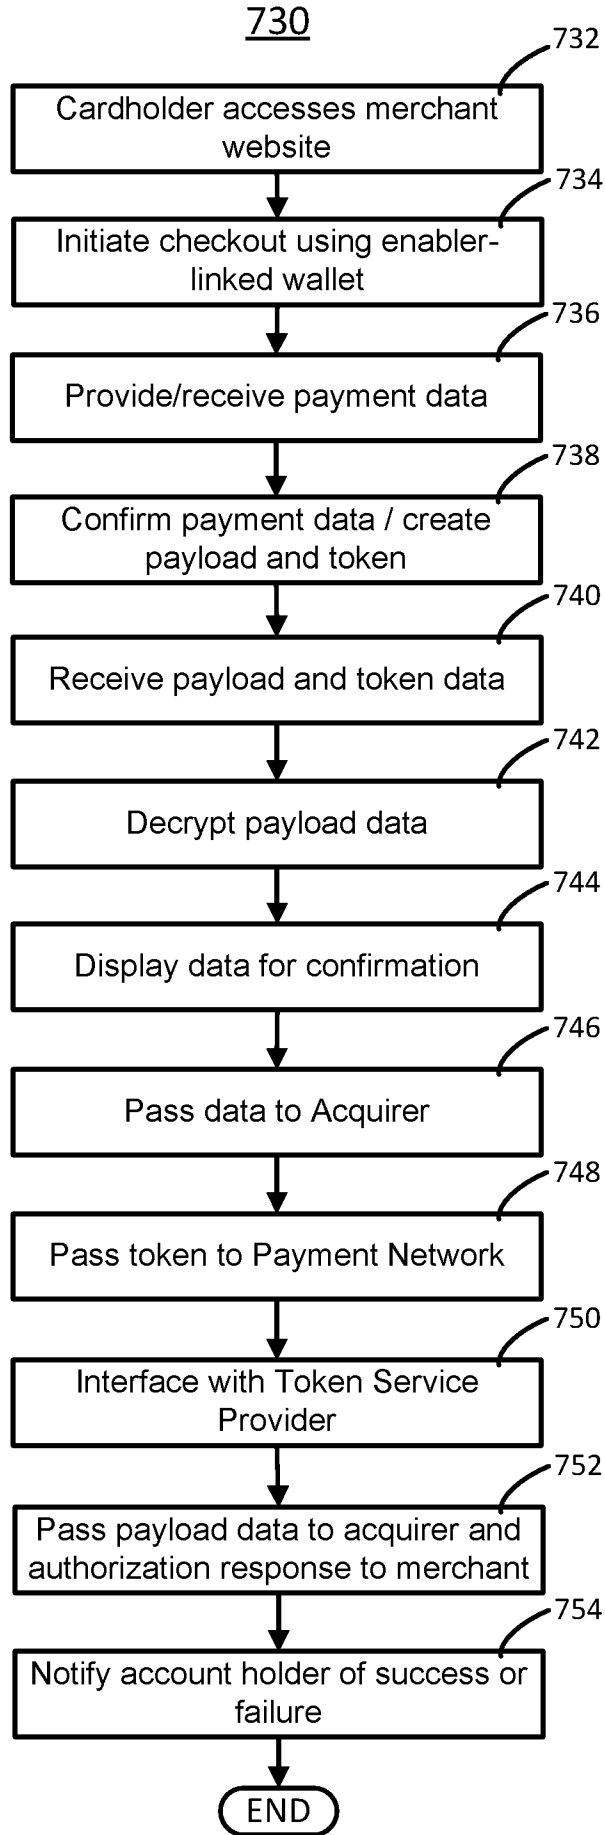 730
732
Cardholder accesses merchant
website
734
Initiate checkout using enabler-
linked wallet
736
Provide/receive payment data
738
Confirm payment data / create
payload and token
740
Receive payload and token data
742
Decrypt payload data
744
Display data for confirmation
746
Pass data to Acquirer
748
Pass token to Payment Network
750
Interface with Token Service
Provider
752
Pass payload data to acquirer and
authorization response to merchant
754
Notify account holder of success or
failure
END